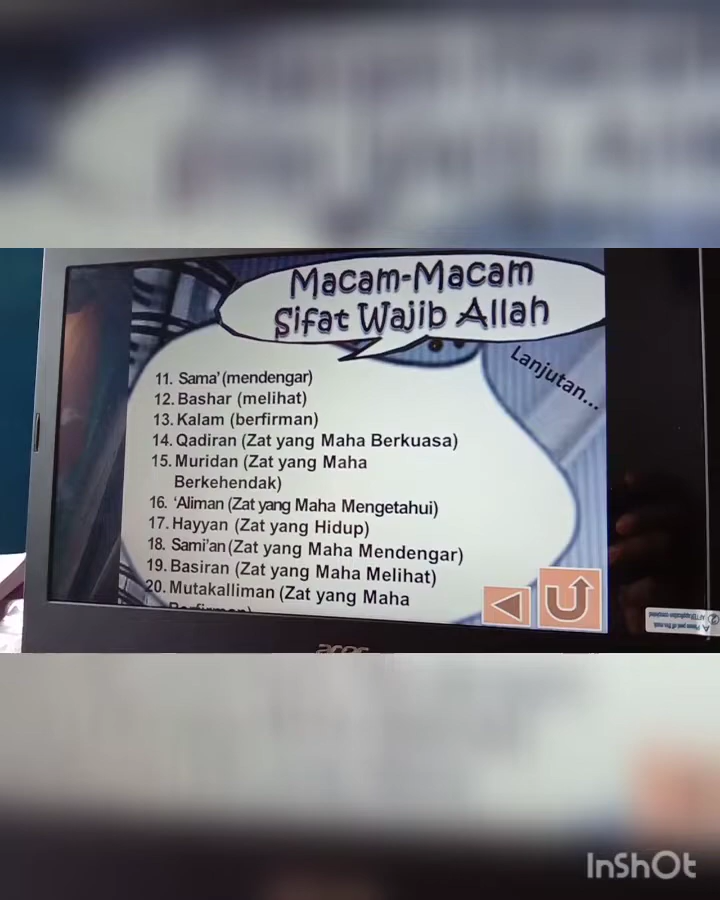 Macam-Macam
Sifat Wajib Allah
Lanjutan...
11. Sama' (mendengar)
12. Bashar (melihat)
13. Kalam (berfirman)
14. Qadiran (Zat yang Maha Berkuasa)
15. Muridan (Zat yang Maha
Berkehendak)
16. 'Aliman (Zat yang Maha Mengetahui)
17. Hayyan (Zat yang Hidup)
18. Sami'an (Zat yang Maha Mendengar)
19. Basiran (Zat yang Maha Melihat)
20. Mutakalliman (Zat yang Maha
acer
InShOt